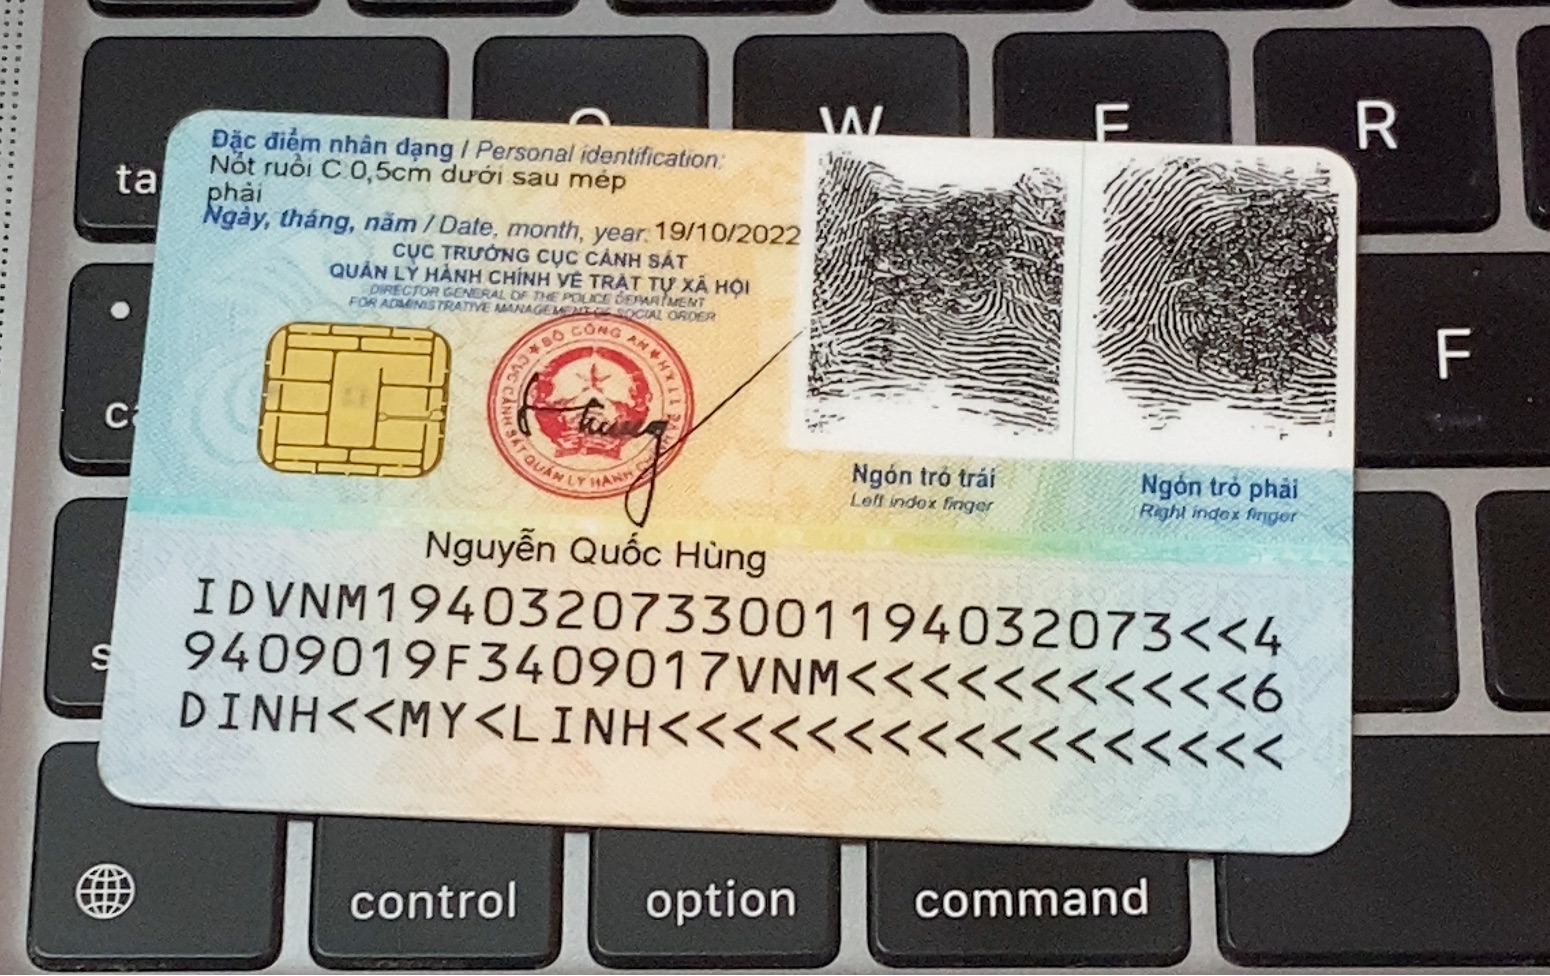 Q
W
E
R
ta
Đặc điểm nhân dạng / Personal identification:
Nốt ruồi C:0,5cm dưới sau mép
phải
Ngày, tháng, năm / Date, month, year: 19/10/2022
CỤC TRƯỞNG CỤC CẢNH SÁT
QUẢN LÝ HÀNH CHÍNH VỀ TRẬT TỰ XÃ HỘI
DIRECTOR GENERAL OF THE POLICE DEPARTMENT
FOR ADMINISTRATIVE MANAGEMENT OF SOCIAL ORDER
BỘ CÔNG AN
CỤC CẢNH SÁT QUẢN LÝ HÀNH
F
Ngón trỏ trái
Left index finger
Ngón trỏ phải
Right index finger
Nguyễn Quốc Hùng
IDVNM1940320733001194032073<<4
9409019F3409017VNM<<<<<<<<<<<6
DINH<<MY<LINH<<<<<<<<<<<<<<<<<
control
option
command